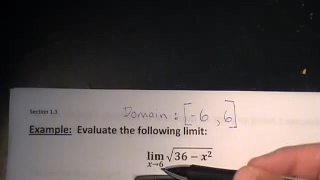 Domain: [-6, 6]
Section 1.3
Example: Evaluate the following limit:
lim √36 − x²
x→6